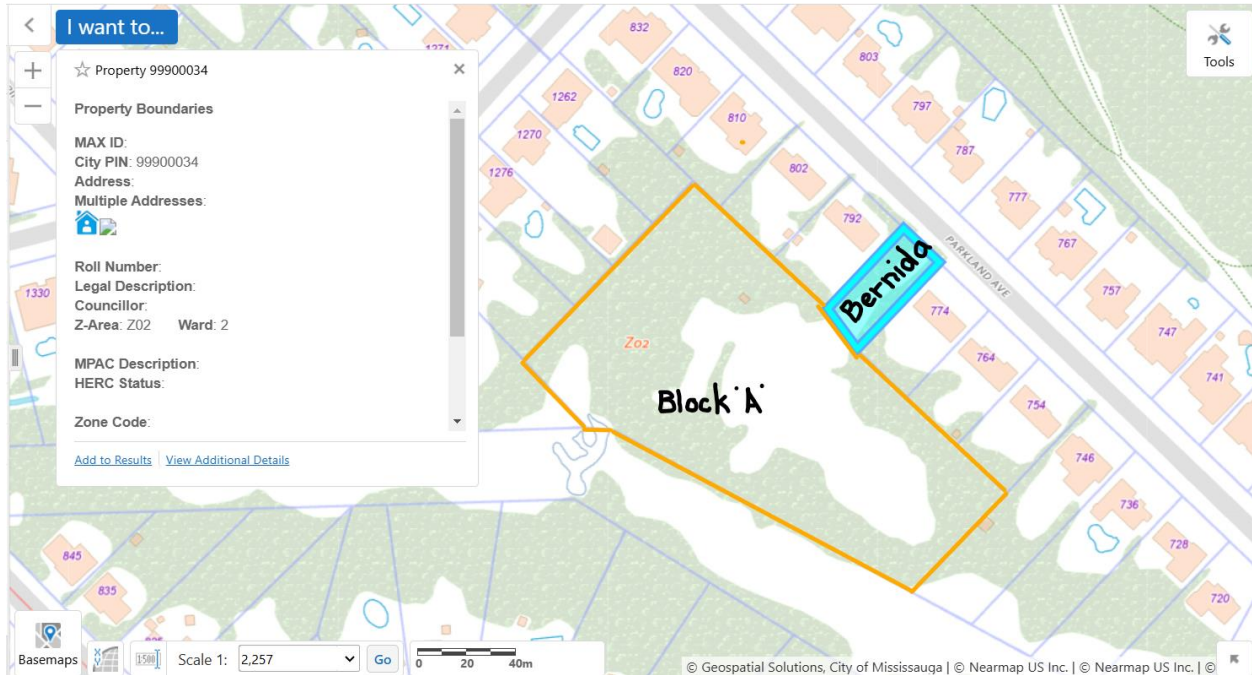 I want to...
Tools
Property 99900034
Property Boundaries
MAX ID:
City PIN: 99900034
Address:
Multiple Addresses:
Roll Number:
Legal Description:
Councillor:
Z-Area: Z02 Ward: 2
MPAC Description:
HERC Status:
Zone Code:
Add to Results View Additional Details
1271
832
820
1262
810
1270
802
1276
792
803
797
787
777
767
757
747
741
PARKLAND AVE
Bernida
774
764
754
746
736
728
720
Z02
Block 'A'
1330
845
835
Basemaps
1:500
Scale 1: 2,257 Go
0 20 40m
© Geospatial Solutions, City of Mississauga | © Nearmap US Inc. | © Nearmap US Inc. | ©